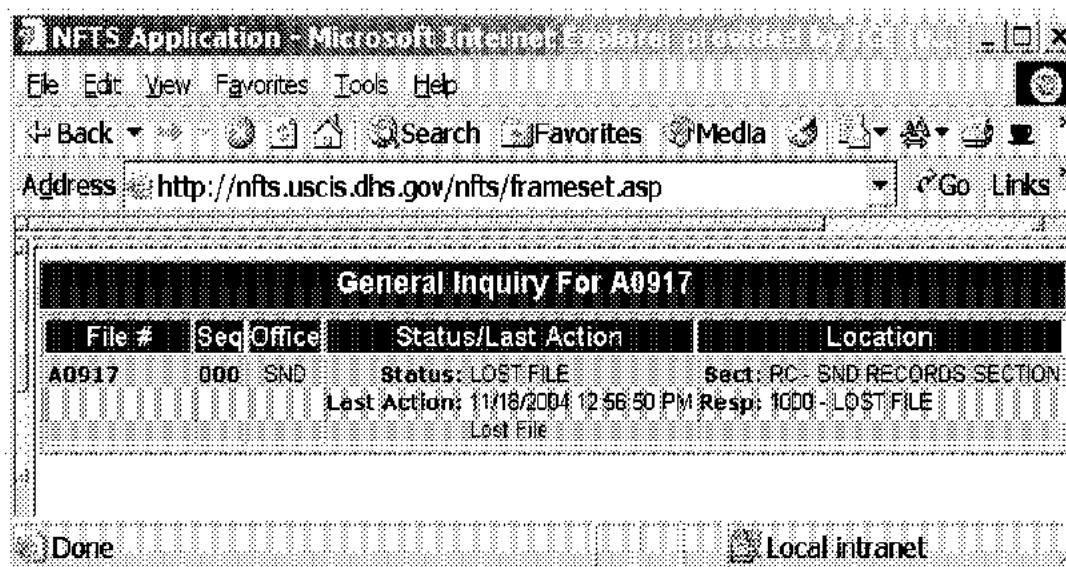 NFTS Application - Microsoft Internet Explorer provided by
File Edit View Favorites Tools Help
Back Search Favorites Media
Address http://nfts.uscis.dhs.gov/nfts/frameset.asp Go Links
General Inquiry For A0917
File # Seq Office Status/Last Action Location
A0917 000 SND Status: LOST FILE Sect: RC - SND RECORDS SECTION
Last Action: 11/18/2004 12:56:50 PM Resp: 1000 - LOST FILE
Lost File
Done Local intranet